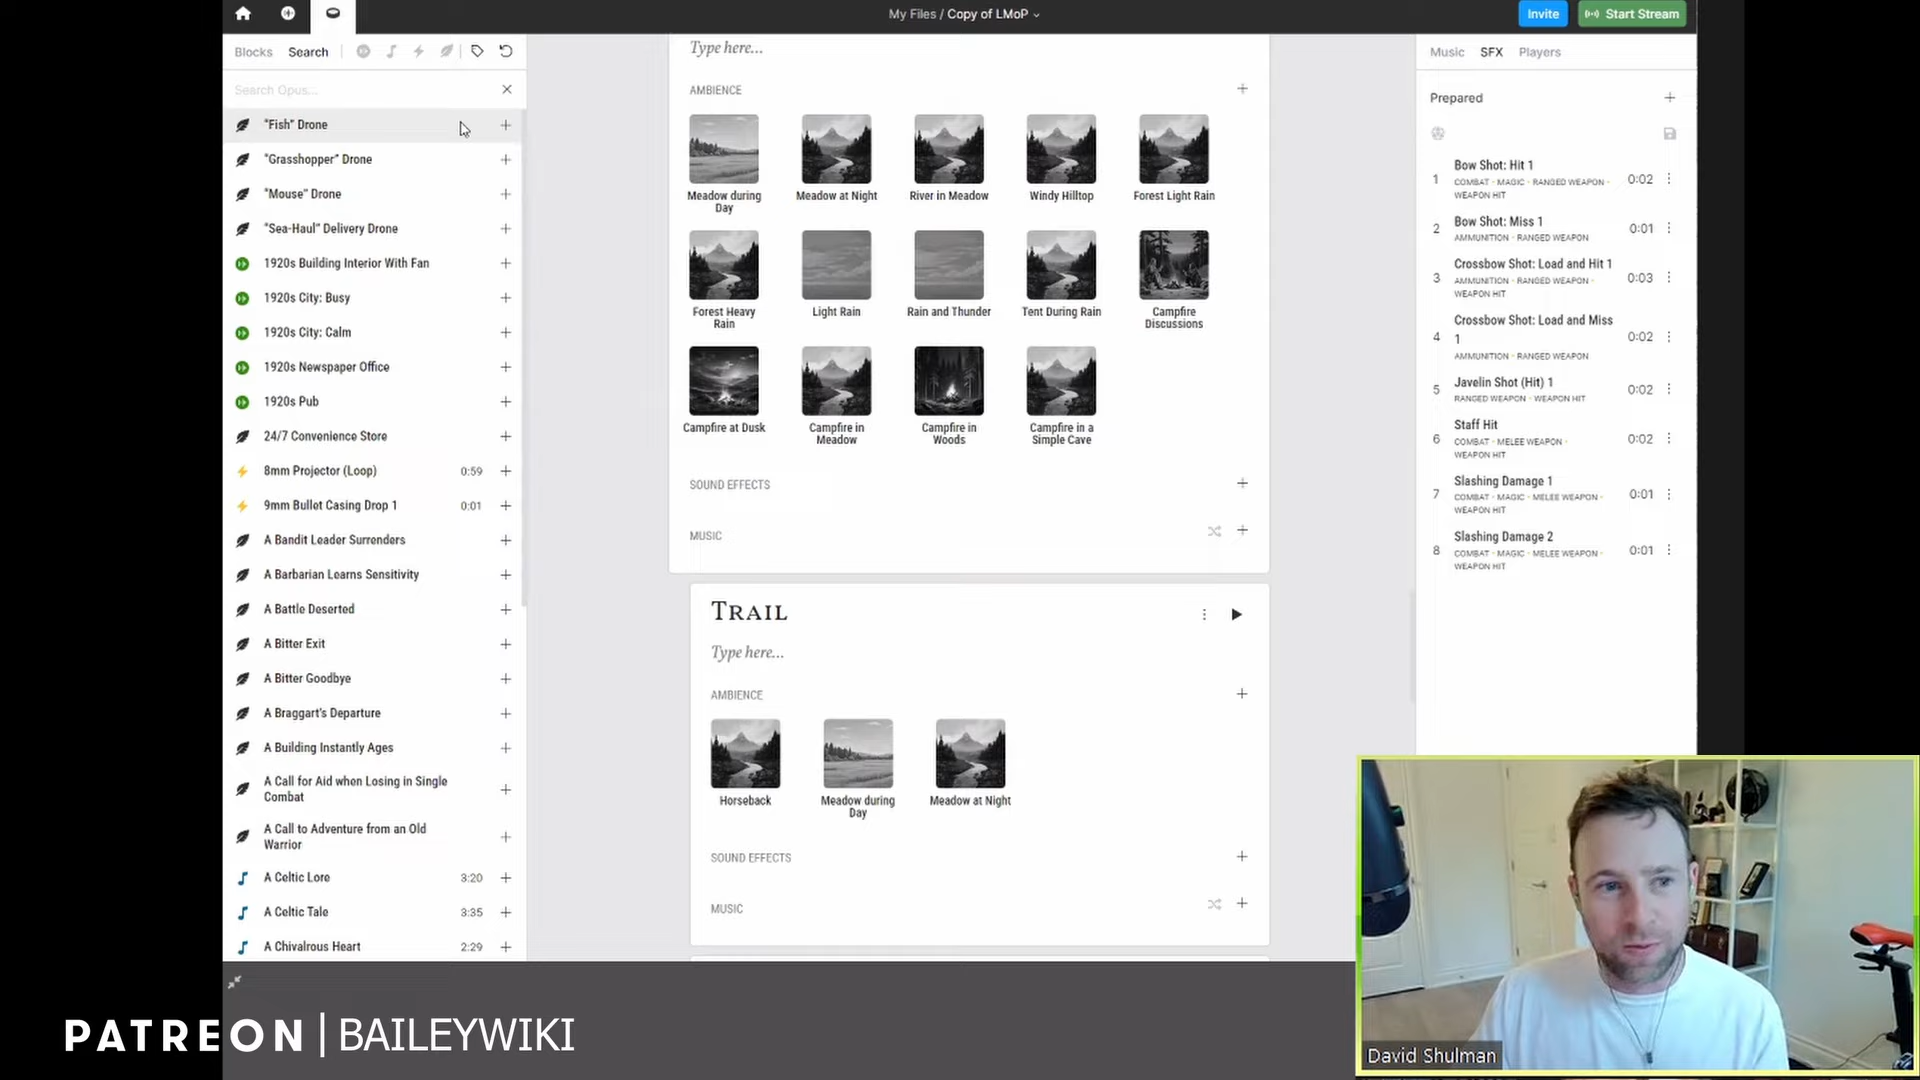 My Files / Copy of LMoP
Invite
Start Stream
Blocks
Search
Search Opus...
"Fish" Drone
"Grasshopper" Drone
"Mouse" Drone
"Sea-Haul" Delivery Drone
1920s Building Interior With Fan
1920s City: Busy
1920s City: Calm
1920s Newspaper Office
1920s Pub
24/7 Convenience Store
8mm Projector (Loop) 0:59
9mm Bullet Casing Drop 1 0:01
A Bandit Leader Surrenders
A Barbarian Learns Sensitivity
A Battle Deserted
A Bitter Exit
A Bitter Goodbye
A Braggart's Departure
A Building Instantly Ages
A Call for Aid when Losing in Single
Combat
A Call to Adventure from an Old
Warrior
A Celtic Lore 3:20
A Celtic Tale 3:35
A Chivalrous Heart 2:29
Type here...
AMBIENCE
Meadow during
Day
Meadow at Night
River in Meadow
Windy Hilltop
Forest Light Rain
Forest Heavy
Rain
Light Rain
Rain and Thunder
Tent During Rain
Campfire
Discussions
Campfire at Dusk
Campfire in
Meadow
Campfire in
Woods
Campfire in a
Simple Cave
SOUND EFFECTS
MUSIC
TRAIL
Type here...
AMBIENCE
Horseback
Meadow during
Day
Meadow at Night
SOUND EFFECTS
MUSIC
Music
SFX
Players
Prepared
1 Bow Shot: Hit 1 0:02
COMBAT · MAGIC · RANGED WEAPON ·
WEAPON HIT
2 Bow Shot: Miss 1 0:01
AMMUNITION · RANGED WEAPON
3 Crossbow Shot: Load and Hit 1 0:03
AMMUNITION · RANGED WEAPON ·
WEAPON HIT
4 Crossbow Shot: Load and Miss 0:02
1
AMMUNITION · RANGED WEAPON
5 Javelin Shot (Hit) 1 0:02
RANGED WEAPON · WEAPON HIT
6 Staff Hit 0:02
COMBAT · MELEE WEAPON ·
WEAPON HIT
7 Slashing Damage 1 0:01
COMBAT · MAGIC · MELEE WEAPON ·
WEAPON HIT
8 Slashing Damage 2 0:01
COMBAT · MAGIC · MELEE WEAPON ·
WEAPON HIT
PATREON | BAILEYWIKI
David Shulman